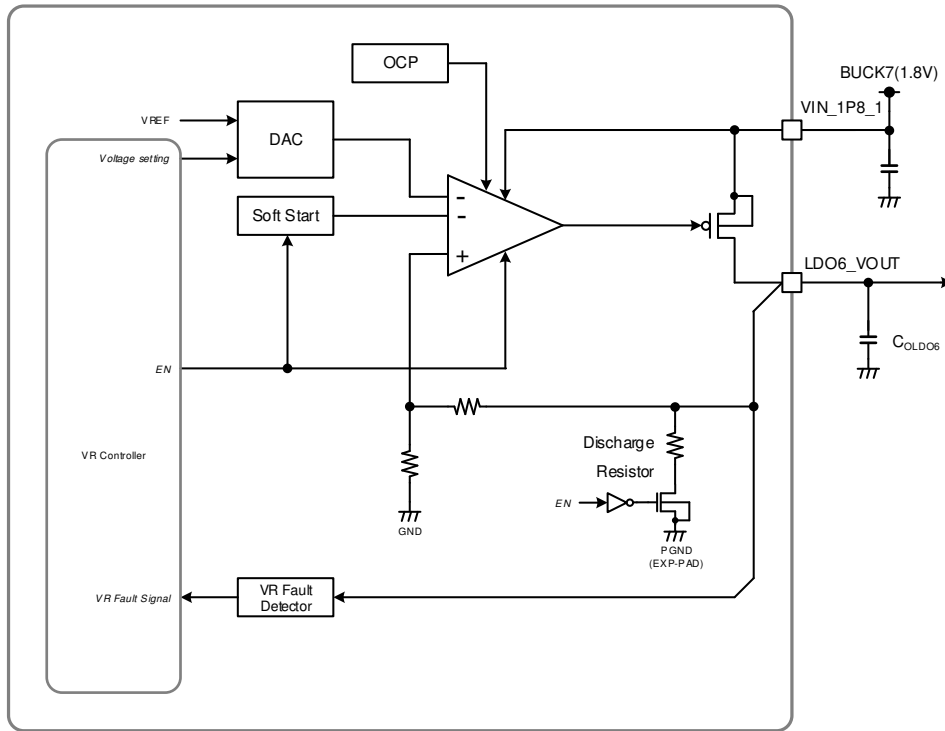 OCP
BUCK7(1.8V)
VIN_1P8_1
VREF
DAC
Voltage setting
Soft Start
-
-
+
LDO6_VOUT
COLDO6
EN
VR Controller
Discharge
Resistor
EN
GND
PGND
(EXP-PAD)
VR Fault Signal
VR Fault
Detector